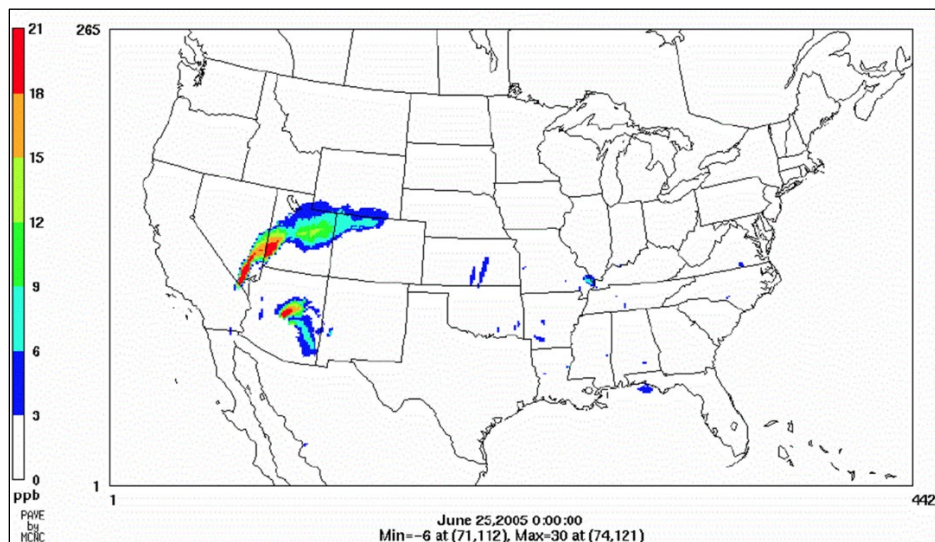 265
21
18
15
12
9
6
3
0
ppb
PAVE
by
MCNC
1
1
442
June 25,2005 0:00:00
Min=-6 at (71,112), Max=30 at (74,121)